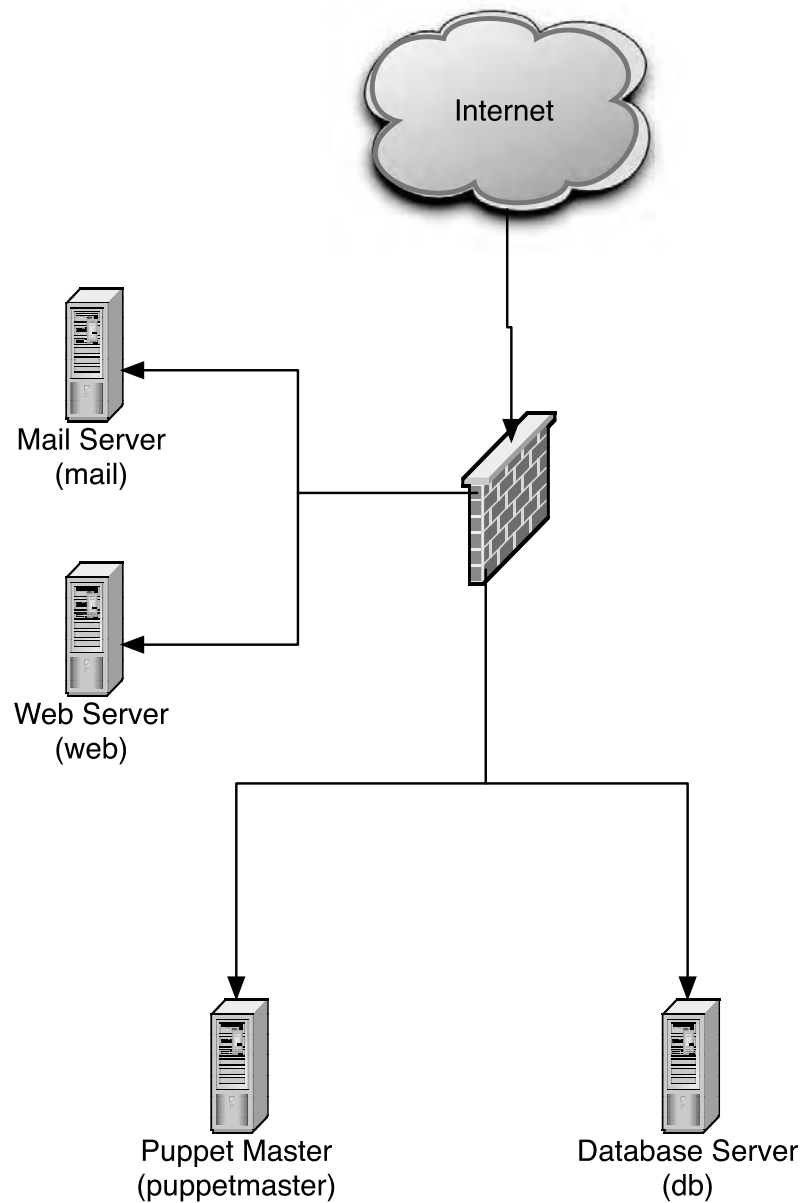 Internet
Mail Server
(mail)
Web Server
(web)
Puppet Master
(puppetmaster)
Database Server
(db)